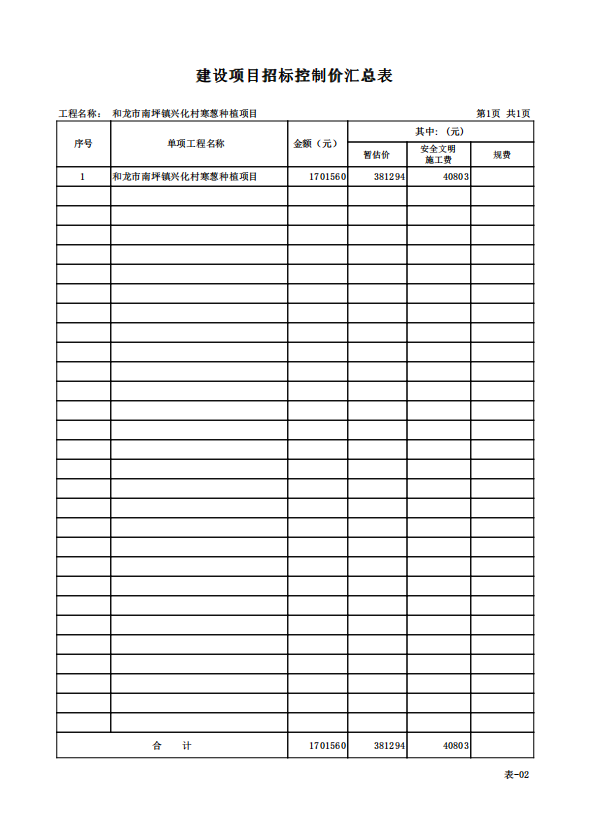 建设项目招标控制价汇总表
工程名称： 和龙市南坪镇兴化村寒葱种植项目 第1页 共1页
序号 单项工程名称 金额（元） 其中:（元）
暂估价 安全文明施工费 规费
1 和龙市南坪镇兴化村寒葱种植项目 1701560 381294 40803
合 计 1701560 381294 40803
表-02